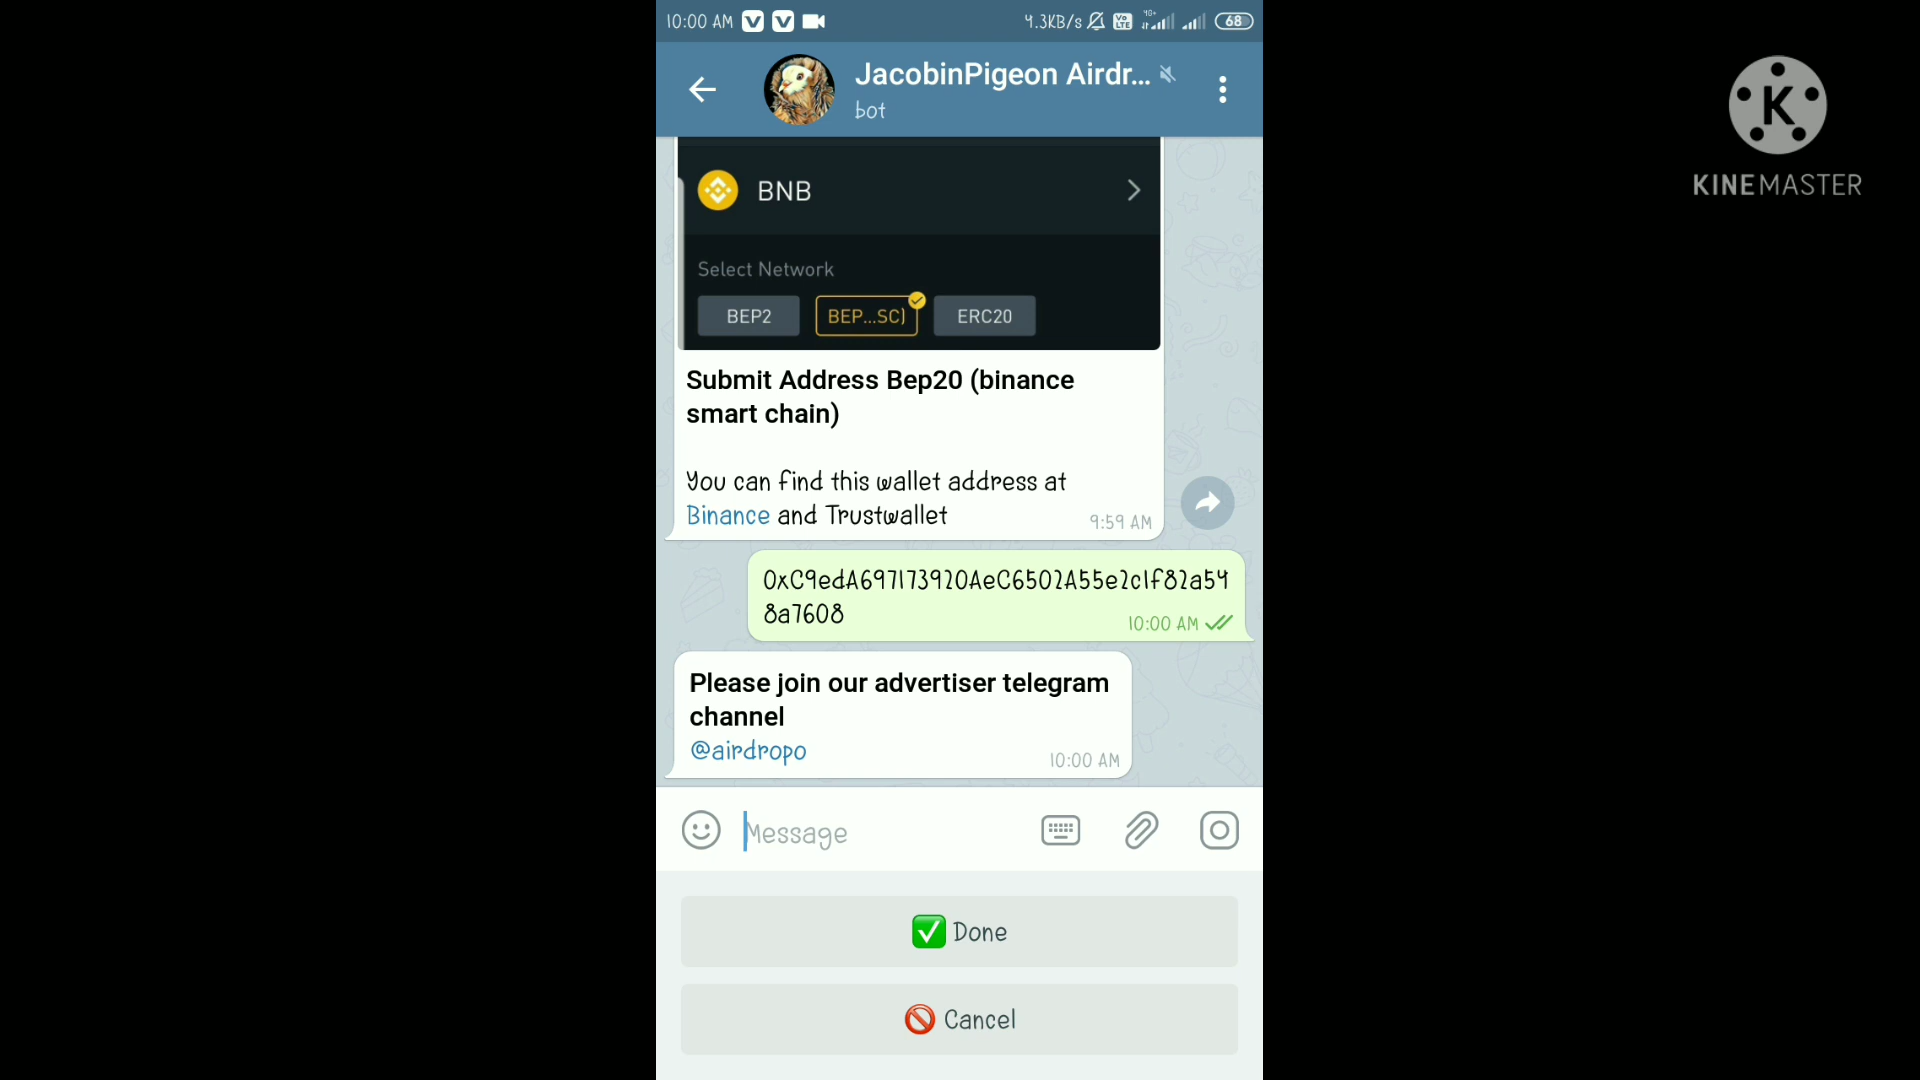 10:00 AM 4.3KB/s 68
JacobinPigeon Airdr...
bot
K
KINEMASTER
BNB
Select Network
BEP2 BEP...SC) ERC20
Submit Address Bep20 (binance
smart chain)
You can find this wallet address at
Binance and Trustwallet
9:59 AM
0xC9edA697173920AeC6502A55e2c1f82a54
8a7608
10:00 AM
Please join our advertiser telegram
channel
@airdropo
10:00 AM
Message
Done
Cancel